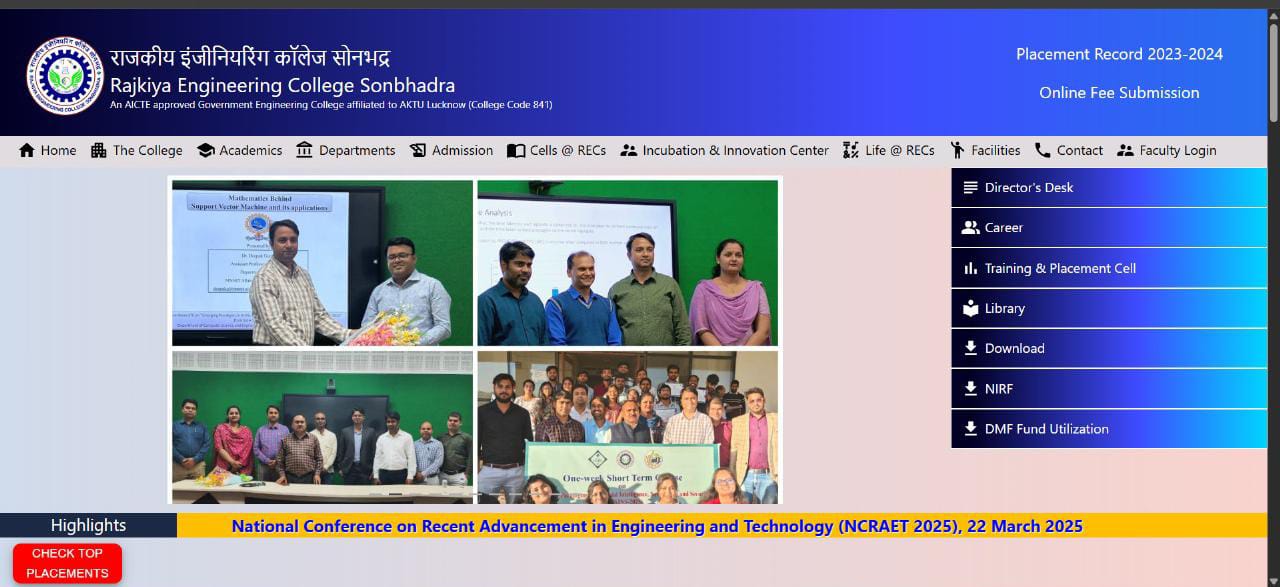 राजकीय इंजीनियरिंग कॉलेज सोनभद्र
Rajkiya Engineering College Sonbhadra
An AICTE approved Government Engineering College affiliated to AKTU Lucknow (College Code 841)
Placement Record 2023-2024
Online Fee Submission
Home The College Academics Departments Admission Cells @ RECs Incubation & Innovation Center Life @ RECs Facilities Contact Faculty Login
Mathematics Behind
Support Vector Machine and its applications
e Analysis
One-week Short Term
Director's Desk
Career
Training & Placement Cell
Library
Download
NIRF
DMF Fund Utilization
Highlights
National Conference on Recent Advancement in Engineering and Technology (NCRAET 2025), 22 March 2025
CHECK TOP
PLACEMENTS